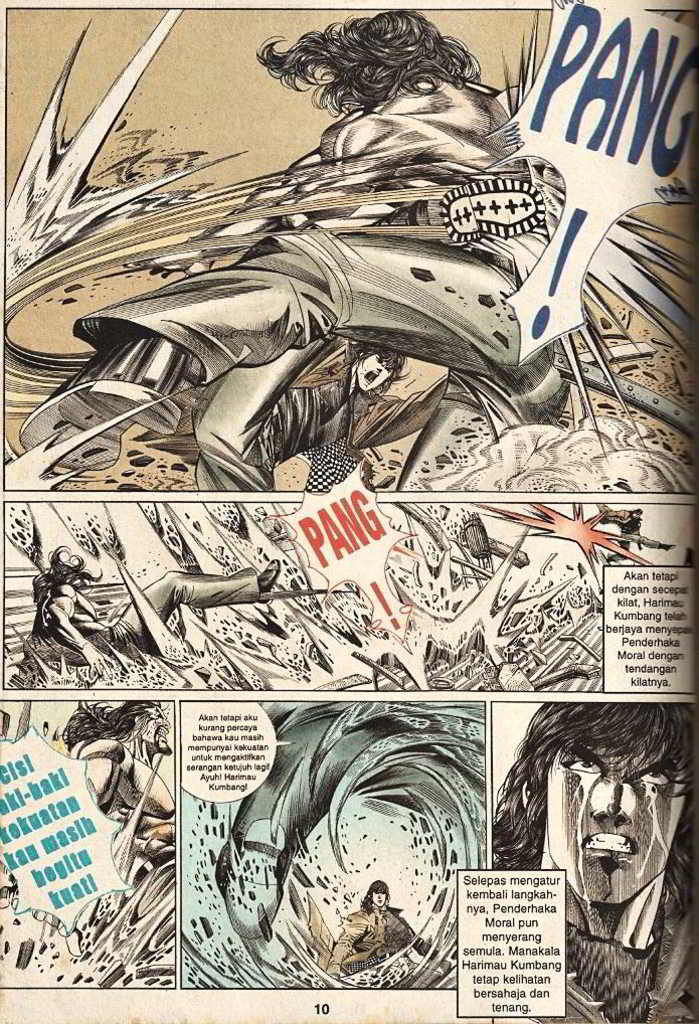 PANG
!
PANG
!
Akan tetapi
dengan secepat
kilat, Harimau
Kumbang telah
berjaya menyepak
Penderhaka
Moral dengan
tendangan
kilatnya.
Cis!
kekuatan
kau masih
begitu
kuat!
Akan tetapi aku
kurang percaya
bahawa kau masih
mempunyai kekuatan
untuk mengaktifkan
serangan ketujuh lagi!
Ayuh! Harimau
Kumbang!
Selepas mengatur
kembali langkah-
nya, Penderhaka
Moral pun
menyerang
semula. Manakala
Harimau Kumbang
tetap kelihatan
bersahaja dan
tenang.
10